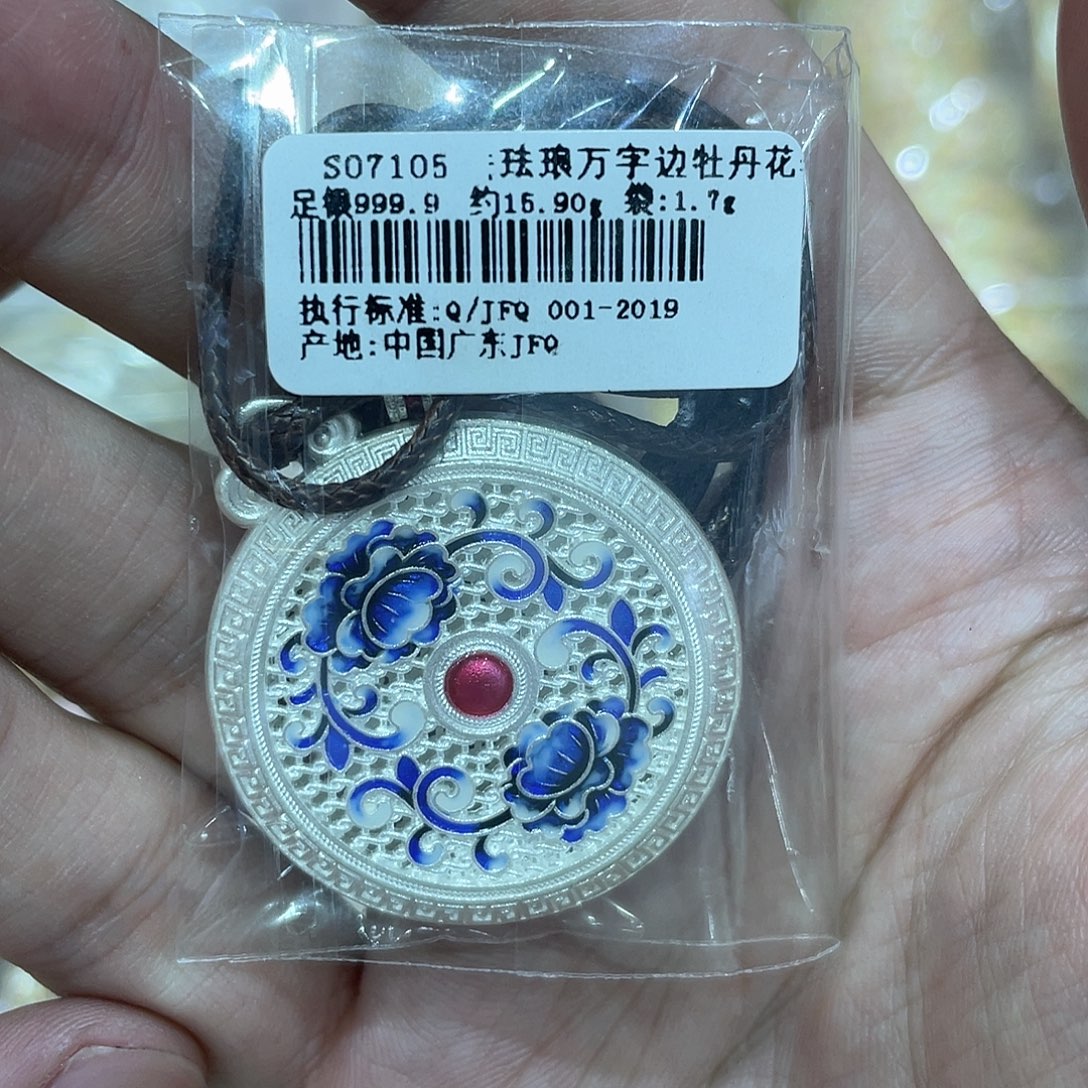 S07105 :珐琅万字边牡丹花
足银999.9 约15.90g 袋:1.7g
执行标准:Q/JFQ 001-2019
产地:中国广东JFQ